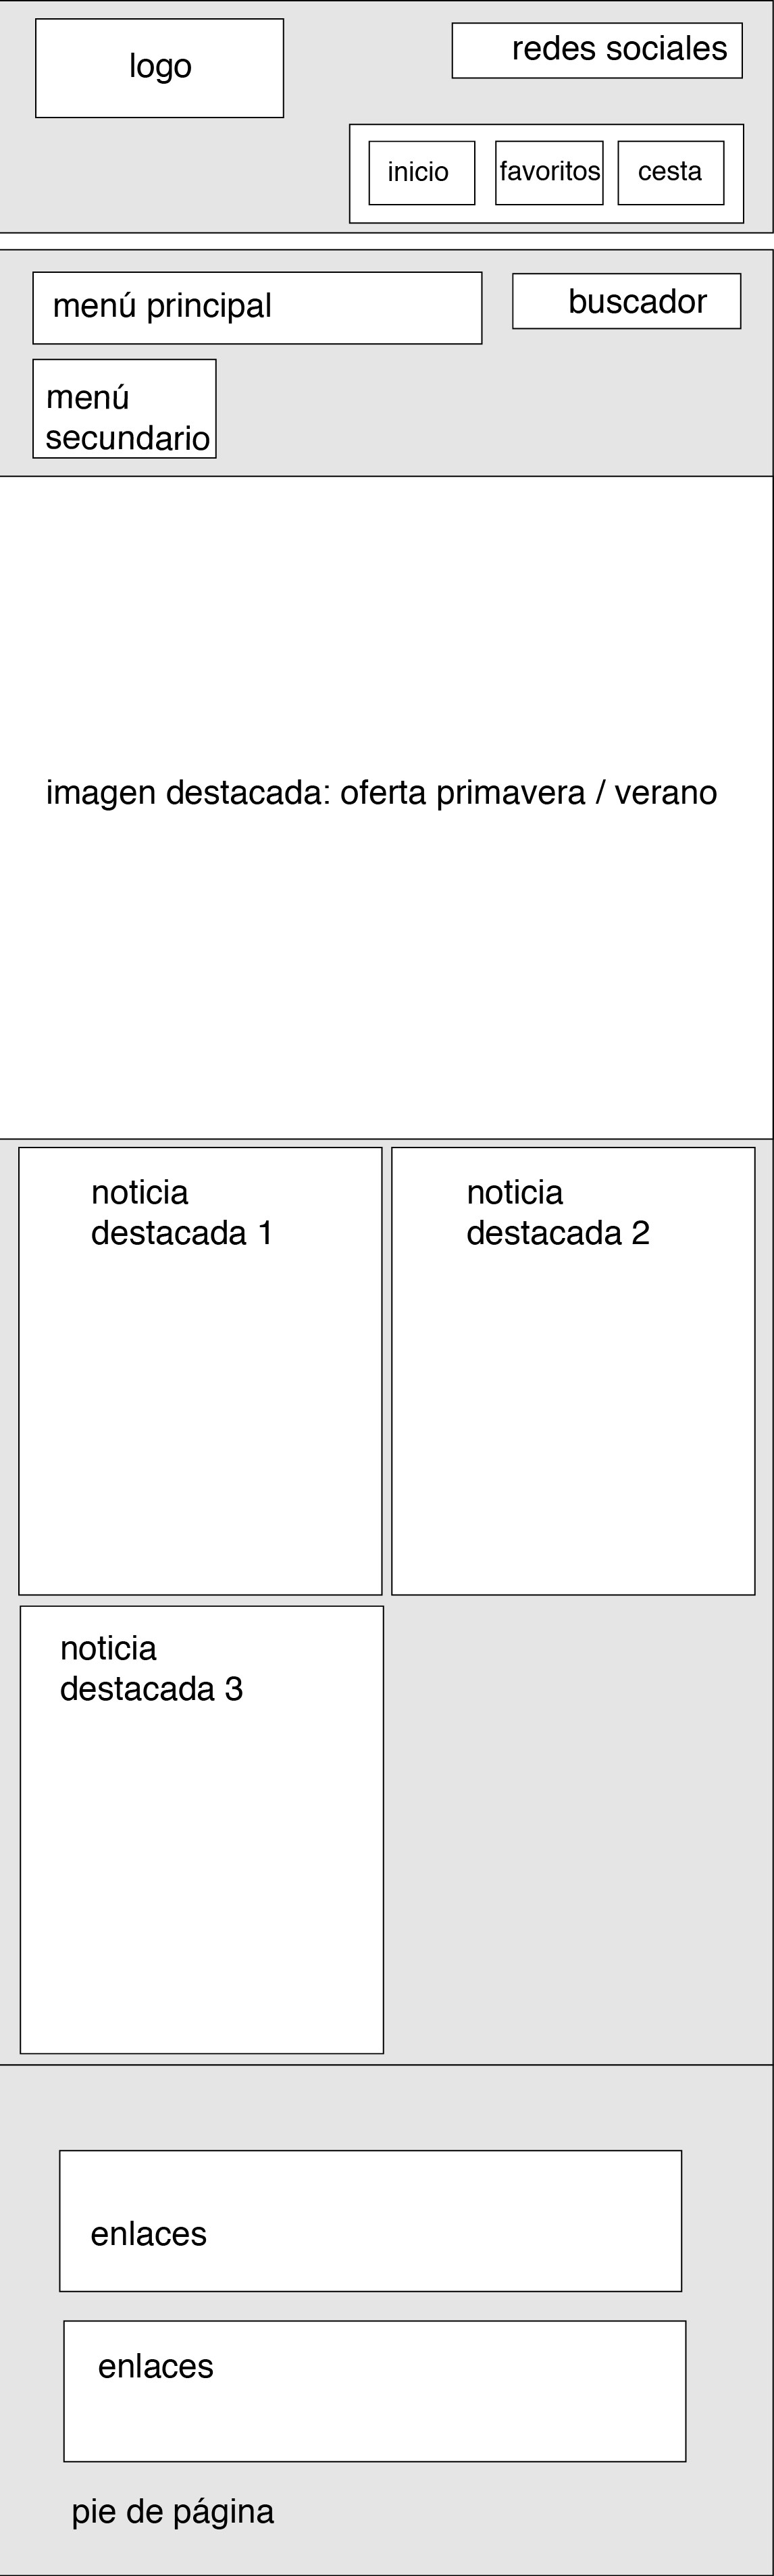 logo
redes sociales
inicio
favoritos
cesta
menú principal
buscador
menú
secundario
imagen destacada: oferta primavera / verano
noticia
destacada 1
noticia
destacada 2
noticia
destacada 3
enlaces
enlaces
pie de página